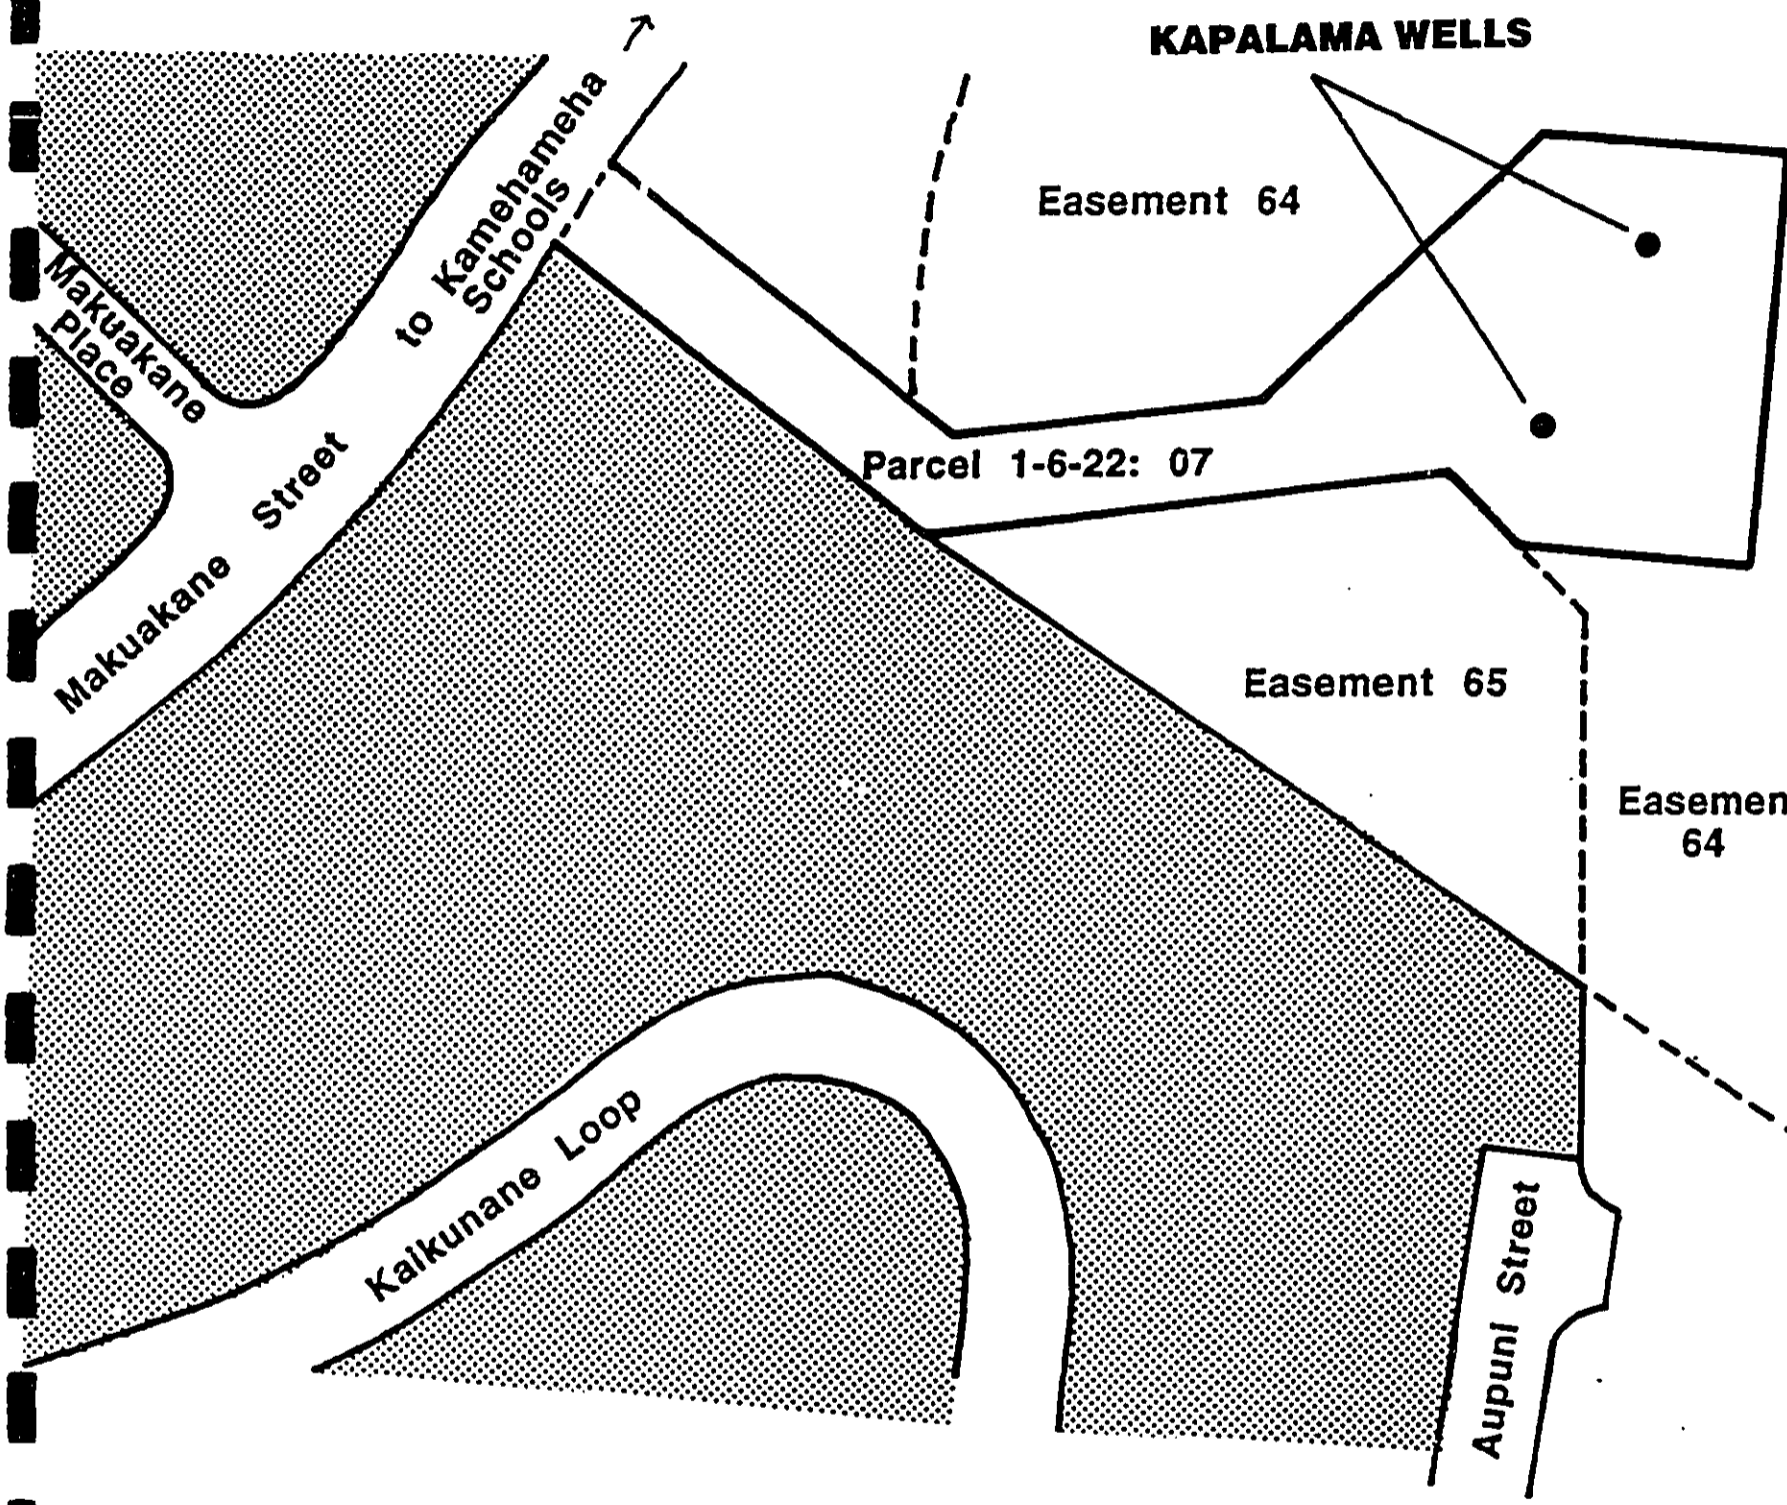 KAPALAMA WELLS
to Kamehameha
Schools
Easement 64
Makuakane
Place
Makuakane Street
Parcel 1-6-22: 07
Easement 65
Easemen
64
Kaikunane Loop
Aupuni Street